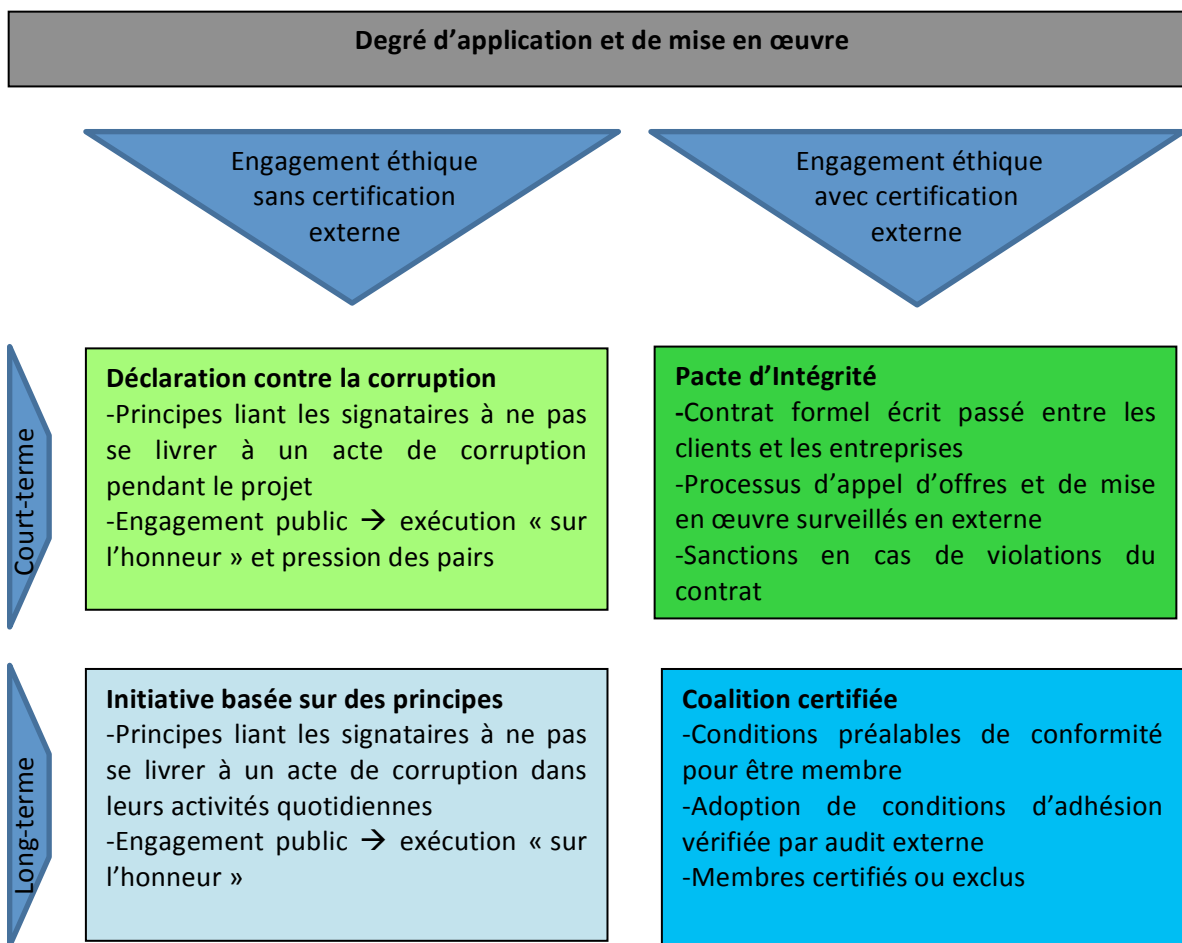 Degré d’application et de mise en œuvre
Engagement éthique
sans certification
externe
Engagement éthique
avec certification
externe
Court-terme
Déclaration contre la corruption
-Principes liant les signataires à ne pas
se livrer à un acte de corruption
pendant le projet
-Engagement public → exécution « sur
l’honneur » et pression des pairs
Pacte d’Intégrité
-Contrat formel écrit passé entre les
clients et les entreprises
-Processus d’appel d’offres et de mise
en œuvre surveillés en externe
-Sanctions en cas de violations du
contrat
Long-terme
Initiative basée sur des principes
-Principes liant les signataires à ne pas
se livrer à un acte de corruption dans
leurs activités quotidiennes
-Engagement public → exécution « sur
l’honneur »
Coalition certifiée
-Conditions préalables de conformité
pour être membre
-Adoption de conditions d’adhésion
vérifiée par audit externe
-Membres certifiés ou exclus